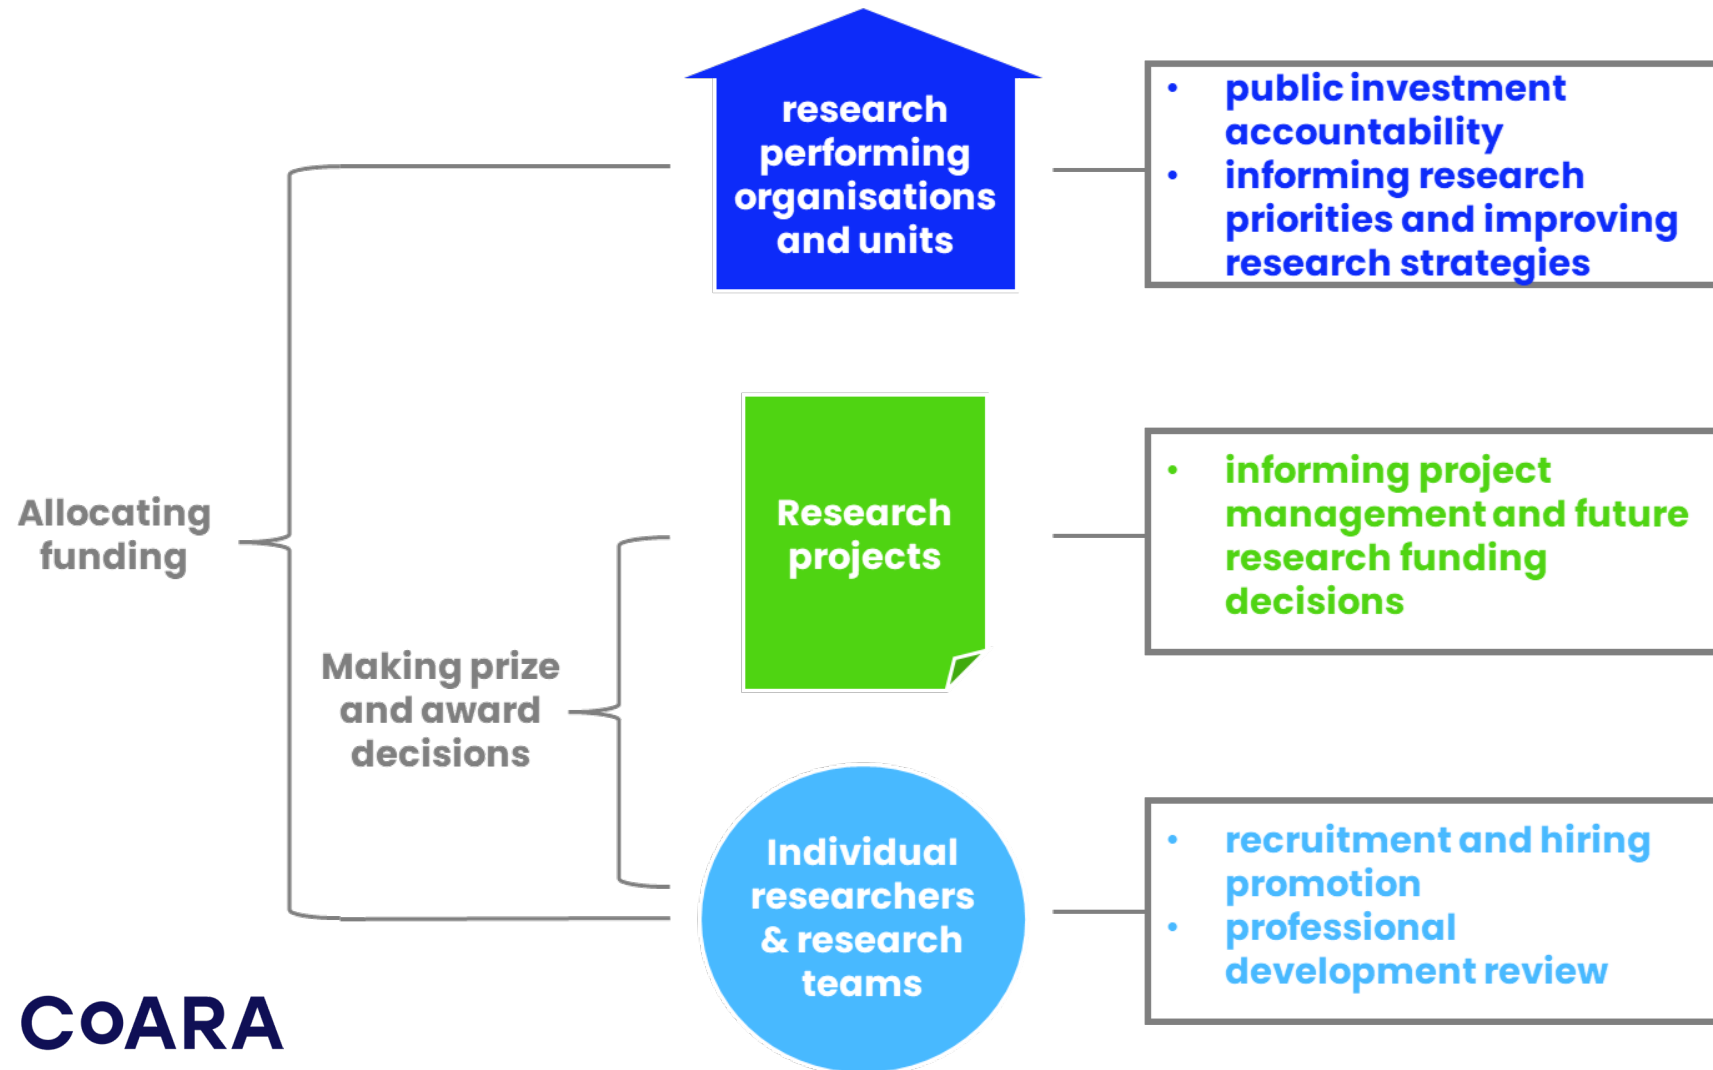 research
performing
organisations
and units
• public investment
accountability
• informing research
priorities and improving
research strategies
Allocating
funding
Research
projects
• informing project
management and future
research funding
decisions
Making prize
and award
decisions
Individual
researchers
& research
teams
• recruitment and hiring
promotion
• professional
development review
CoARA